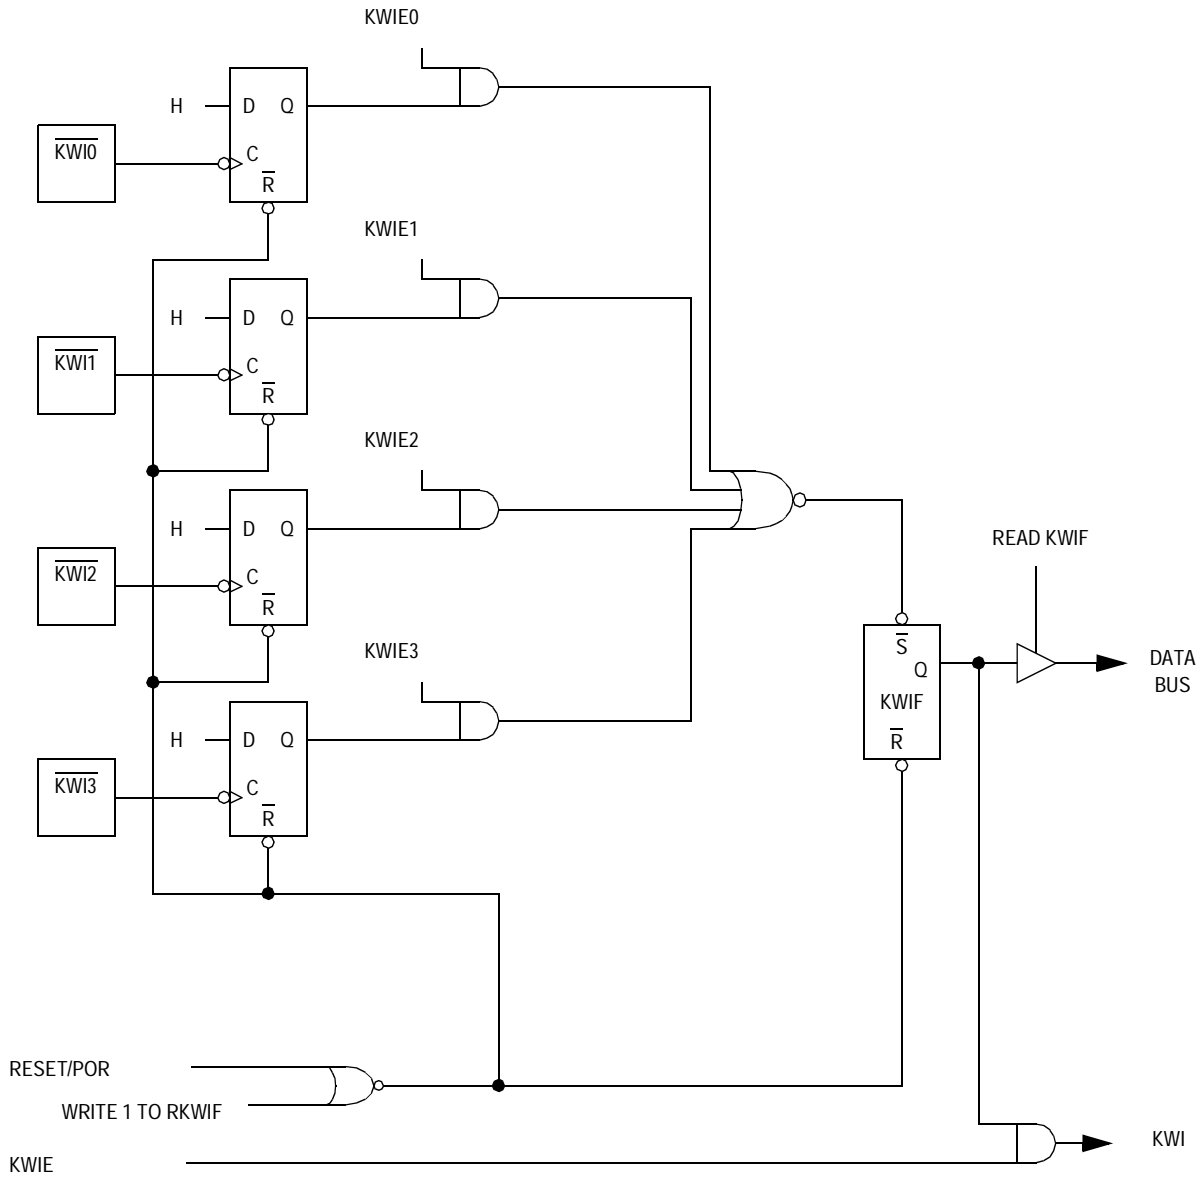 KWIE0
H D Q
KWI0
C
R
KWIE1
H D Q
KWI1
C
R
KWIE2
H D Q
KWI2
C
R
READ KWIF
KWIE3
S
Q
DATA
BUS
KWIF
R
H D Q
KWI3
C
R
RESET/POR
WRITE 1 TO RKWIF
KWI
KWIE